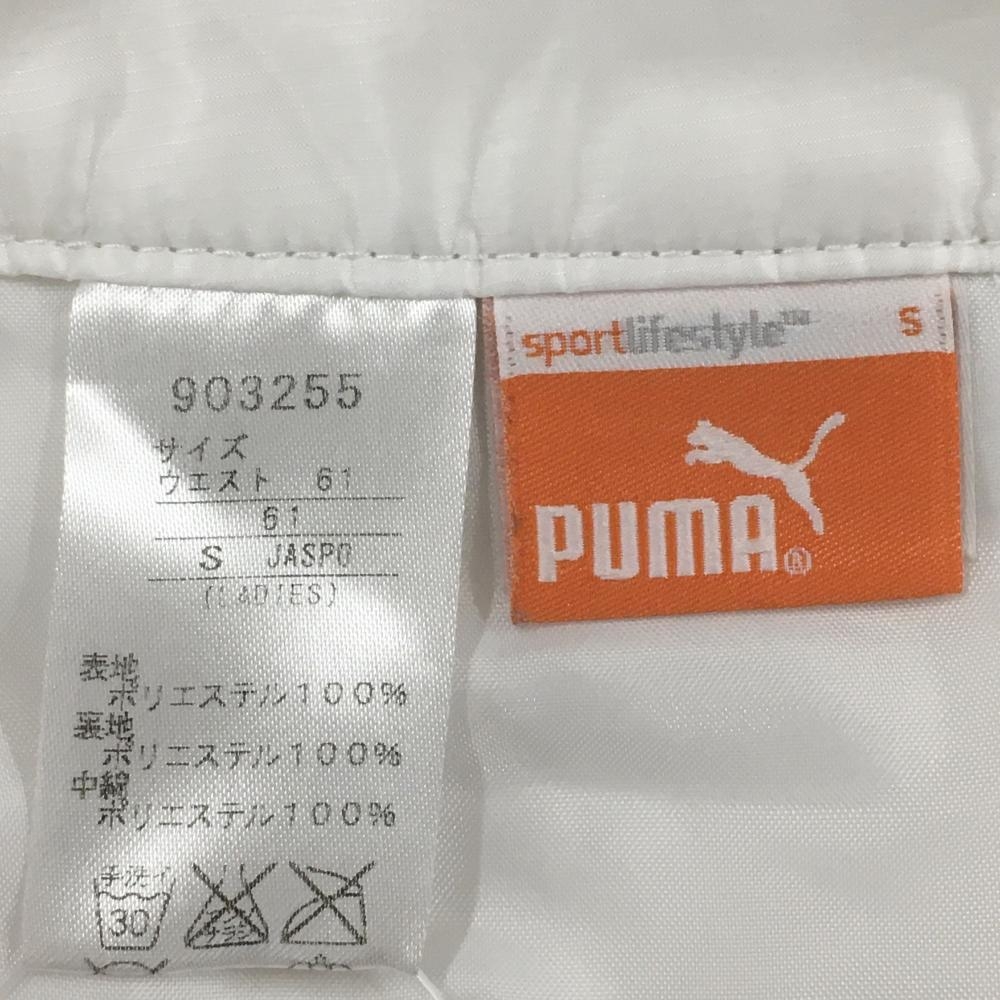 903255
サイズ
ウエスト 61
61
S JASPO
(LADIES)
表地
ポリエステル100%
裏地
ポリエステル100%
中綿
ポリエステル100%
手洗イ
30
sportlifestyle™ S
PUMA®